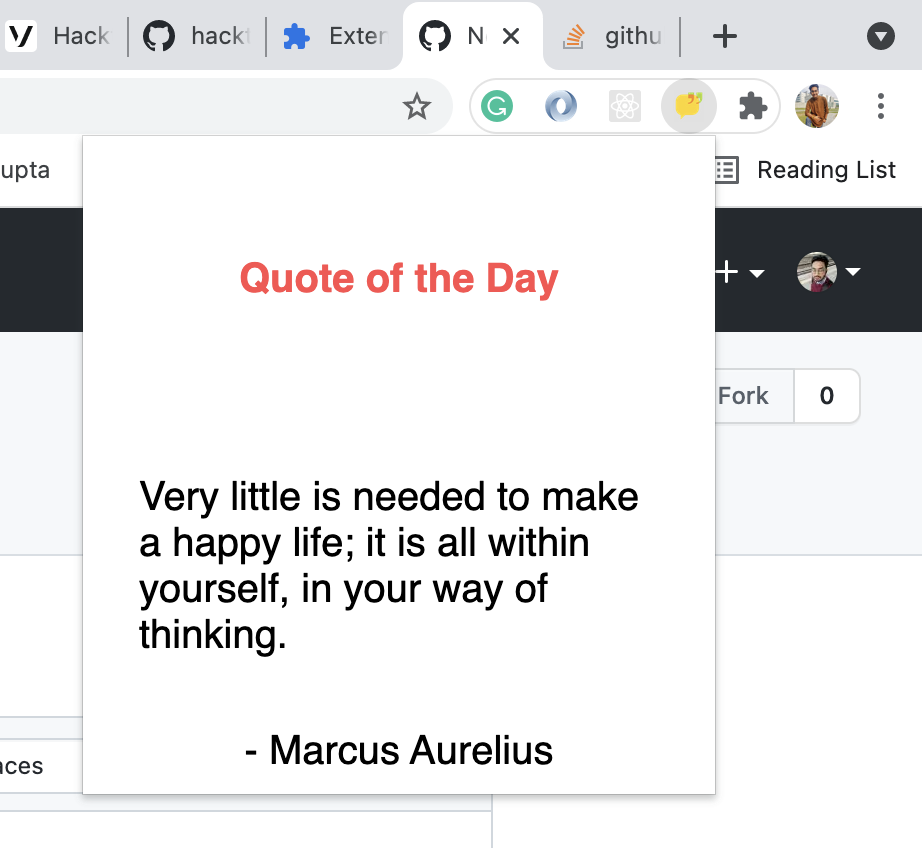 Hack hackt Exter N githu
upta Reading List
Quote of the Day
Fork 0
Very little is needed to make
a happy life; it is all within
yourself, in your way of
thinking.
- Marcus Aurelius
aces